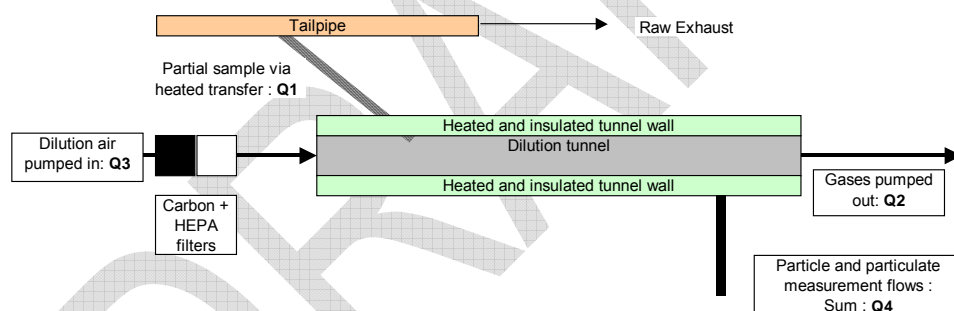 Tailpipe
Raw Exhaust
Partial sample via
heated transfer : Q1
Heated and insulated tunnel wall
Dilution air
pumped in: Q3
Dilution tunnel
Heated and insulated tunnel wall
Gases pumped
out: Q2
Carbon +
HEPA
filters
Particle and particulate
measurement flows :
Sum : Q4